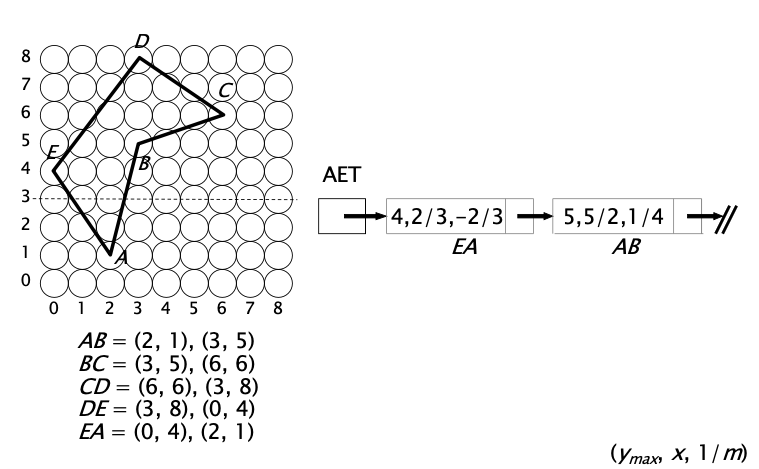 D
8
7
C
6
5
E
B
4
3
2
1
A
0
0 1 2 3 4 5 6 7 8
AET
4,2/3,−2/3
5,5/2,1/4
EA
AB
AB = (2, 1), (3, 5)
BC = (3, 5), (6, 6)
CD = (6, 6), (3, 8)
DE = (3, 8), (0, 4)
EA = (0, 4), (2, 1)
(ymax, x, 1/m)